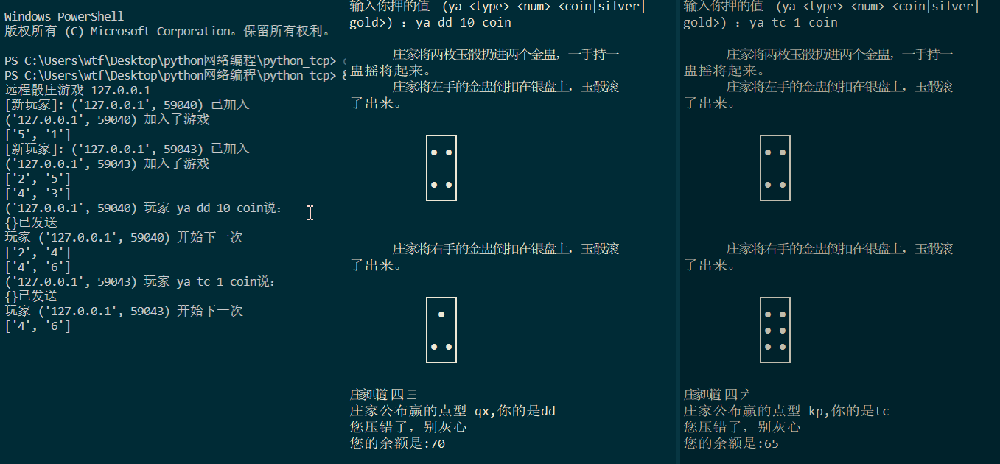 Windows PowerShell
版权所有 (C) Microsoft Corporation。保留所有权利。
PS C:\Users\wtf\Desktop\python网络编程\python_tcp>
PS C:\Users\wtf\Desktop\python网络编程\python_tcp> &
远程骰庄游戏 127.0.0.1
[新玩家]: ('127.0.0.1', 59040) 已加入
('127.0.0.1', 59040) 加入了游戏
['5', '1']
[新玩家]: ('127.0.0.1', 59043) 已加入
('127.0.0.1', 59043) 加入了游戏
['2', '5']
['4', '3']
('127.0.0.1', 59040) 玩家 ya dd 10 coin说:
{}已发送
玩家 ('127.0.0.1', 59040) 开始下一次
['2', '4']
['4', '6']
('127.0.0.1', 59043) 玩家 ya tc 1 coin说:
{}已发送
玩家 ('127.0.0.1', 59043) 开始下一次
['4', '6']
输入你押的值 (ya <type> <num> <coin|silver|
gold>) : ya dd 10 coin
庄家将两枚玉骰扔进两个金盅，一手持一
盅摇将起来。
庄家将左手的金盅倒扣在银盘上，玉骰滚
了出来。
庄家将右手的金盅倒扣在银盘上，玉骰滚
了出来。
庄家叫道 四三
庄家公布赢的点型 qx,你的是dd
您压错了，别灰心
您的余额是:70
输入你押的值 (ya <type> <num> <coin|silver|
gold>) : ya tc 1 coin
庄家将两枚玉骰扔进两个金盅，一手持一
盅摇将起来。
庄家将左手的金盅倒扣在银盘上，玉骰滚
了出来。
庄家将右手的金盅倒扣在银盘上，玉骰滚
了出来。
庄家叫道 四六
庄家公布赢的点型 kp,你的是tc
您压错了，别灰心
您的余额是:65